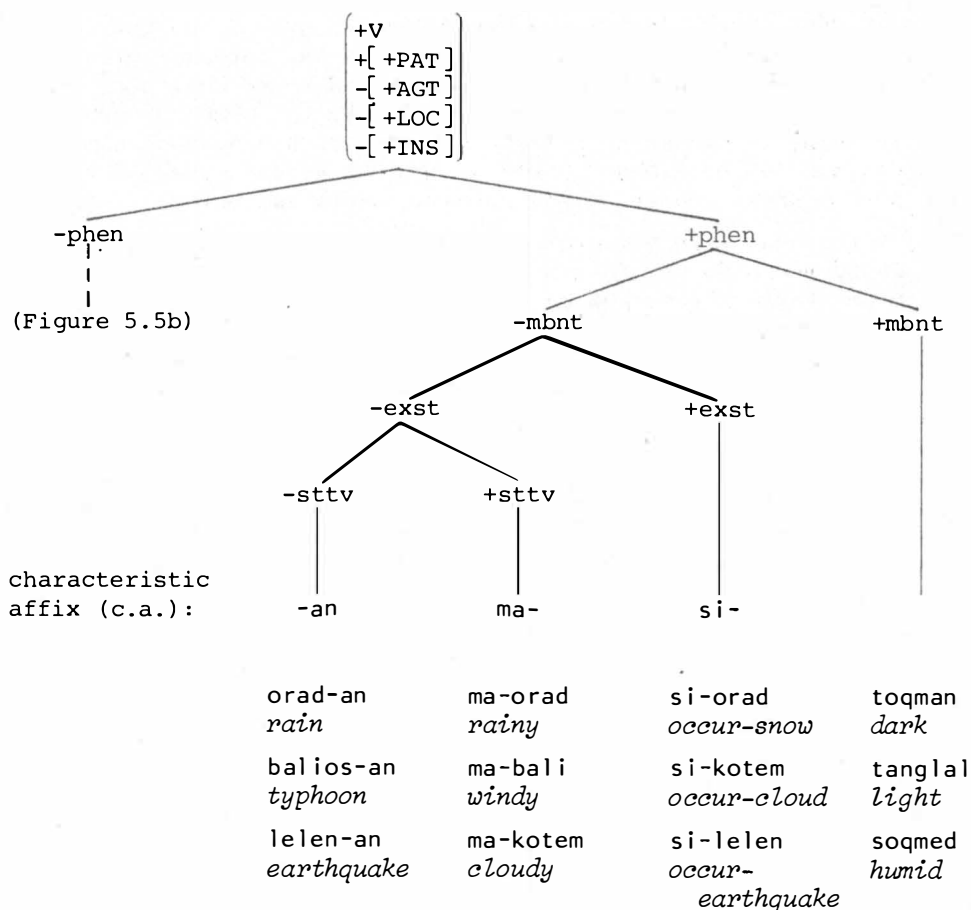 +V
+[ +PAT ]
-[ +AGT ]
-[ +LOC ]
-[ +INS ]
-phen +phen
(Figure 5.5b) -mbnt +mbnt
-exst +exst
-sttv +sttv
characteristic
affix (c.a.): -an ma- si-
orad-an ma-orad si-orad toqman
rain rainy occur-snow dark
balios-an ma-bali si-kotem tanglal
typhoon windy occur-cloud light
lelen-an ma-kotem si-lelen soqmed
earthquake cloudy occur- humid
earthquake